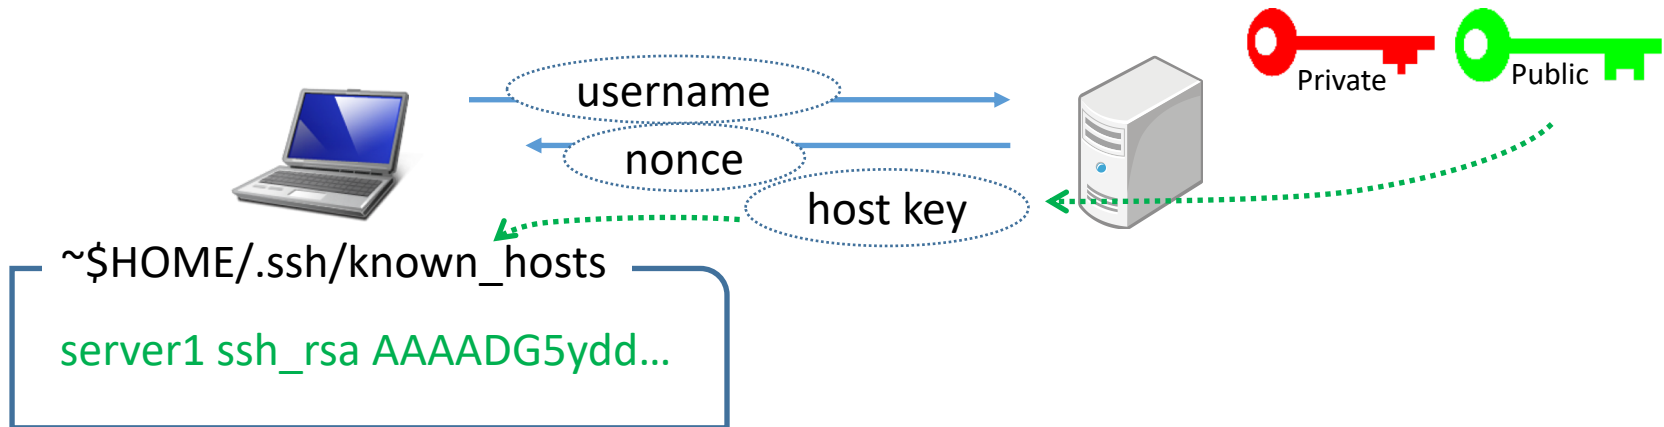 username
Private
Public
nonce
host key
~$HOME/.ssh/known_hosts
server1 ssh_rsa AAAADG5ydd…